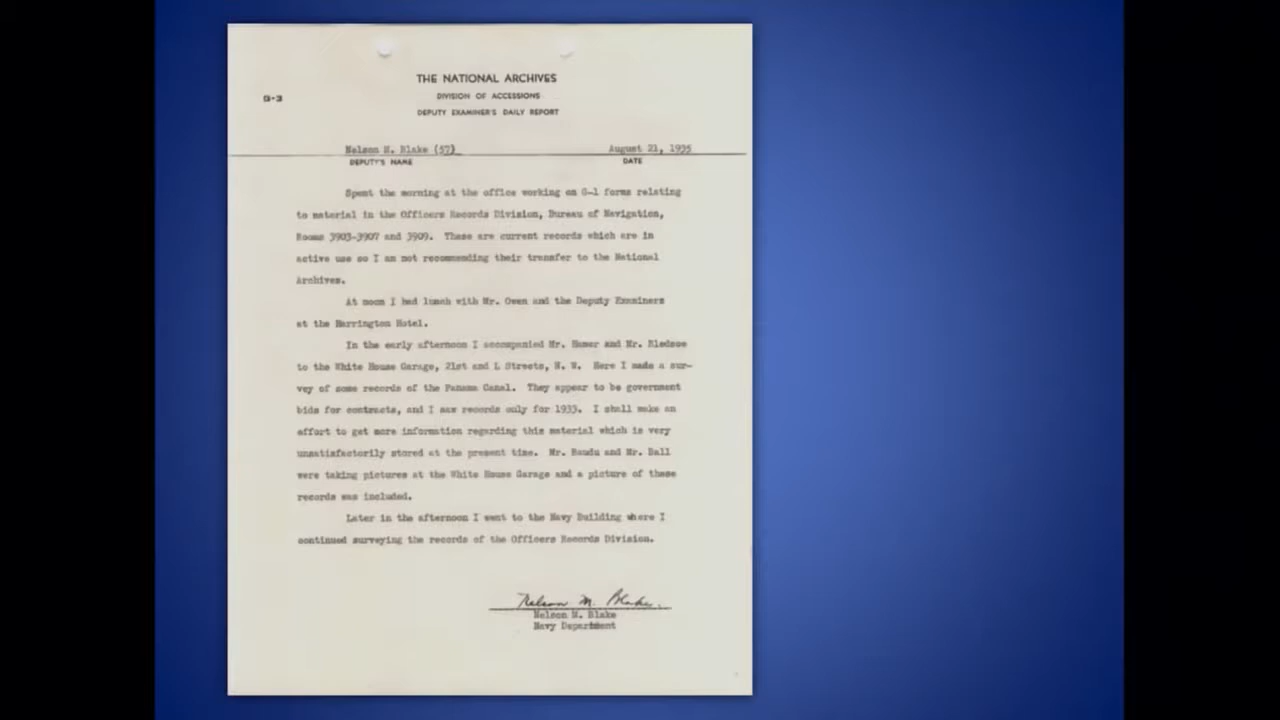 THE NATIONAL ARCHIVES
G-3
DIVISION OF ACCESSIONS
DEPUTY EXAMINER'S DAILY REPORT
Nelson M. Blake (57) August 21, 1935
DEPUTY'S NAME DATE
Spent the morning at the office working on G-1 forms relating
to material in the Officers Records Division, Bureau of Navigation,
Rooms 3903-3907 and 3909. These are current records which are in
active use so I am not recommending their transfer to the National
Archives.
At noon I had lunch with Mr. Owen and the Deputy Examiners
at the Harrington Hotel.
In the early afternoon I accompanied Mr. Hamer and Mr. Bledsoe
to the White House Garage, 21st and L Streets, N. W. Here I made a sur-
vey of some records of the Panama Canal. They appear to be government
bids for contracts, and I saw records only for 1933. I shall make an
effort to get more information regarding this material which is very
unsatisfactorily stored at the present time. Mr. and Mr. Ball
were taking pictures at the White House Garage and a picture of these
records was included.
Later in the afternoon I went to the Navy Building where I
continued surveying the records of the Officers Records Division.
Nelson M. Blake.
Nelson M. Blake
Navy Department